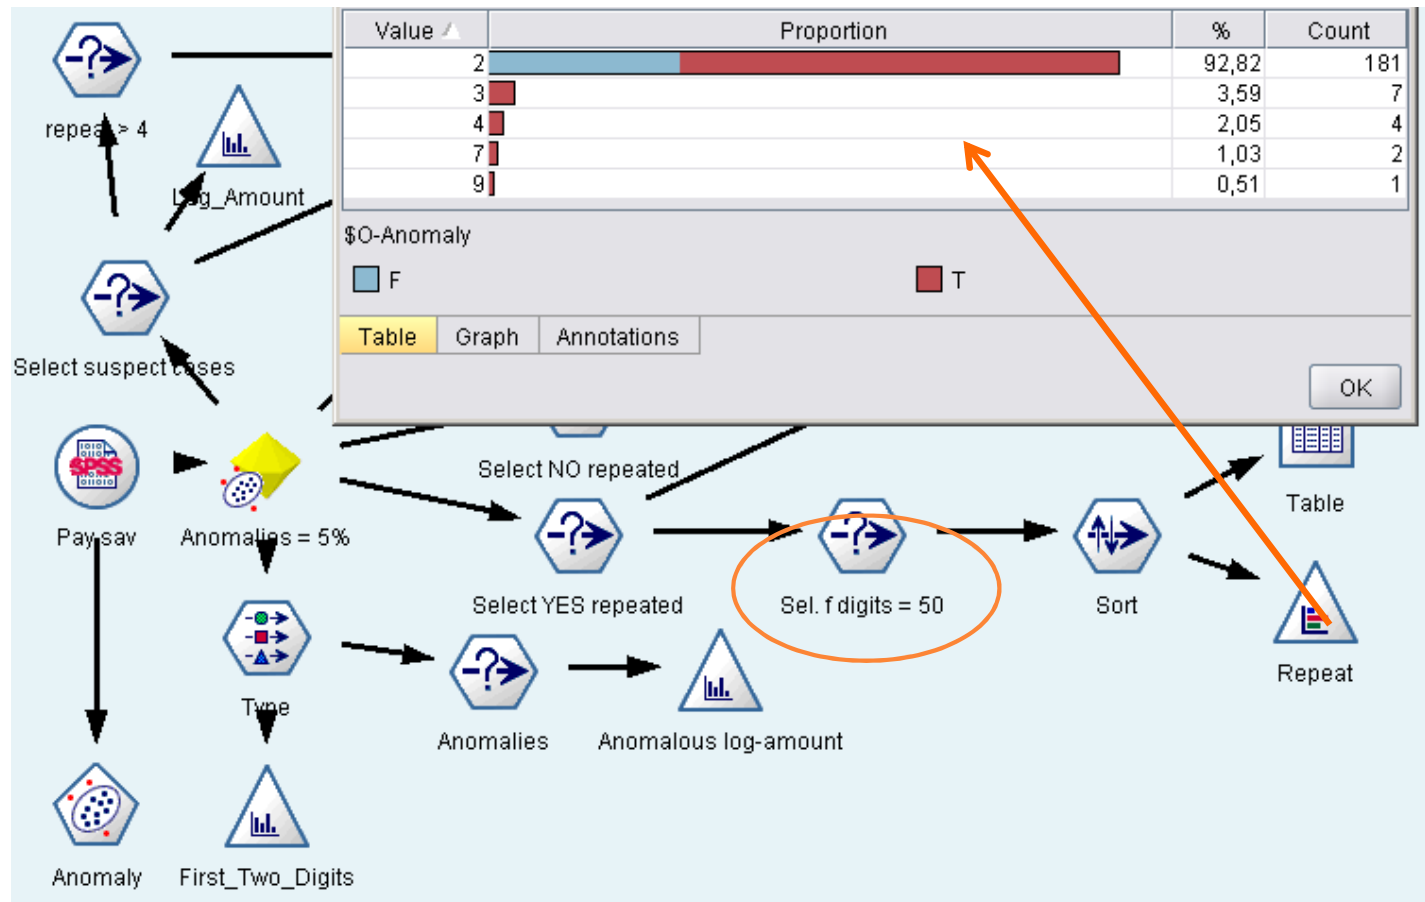 Value Proportion % Count
2 92,82 181
3 3,59 7
4 2,05 4
7 1,03 2
9 0,51 1
$O-Anomaly
F T
Table Graph Annotations
OK
repeat > 4
Log_Amount
Select suspect cases
SPSS
Pay.sav
Anomalies = 5%
Select NO repeated
Select YES repeated
Sel. f digits = 50
Sort
Table
Repeat
Type
Anomalies
Anomalous log-amount
Anomaly
First_Two_Digits